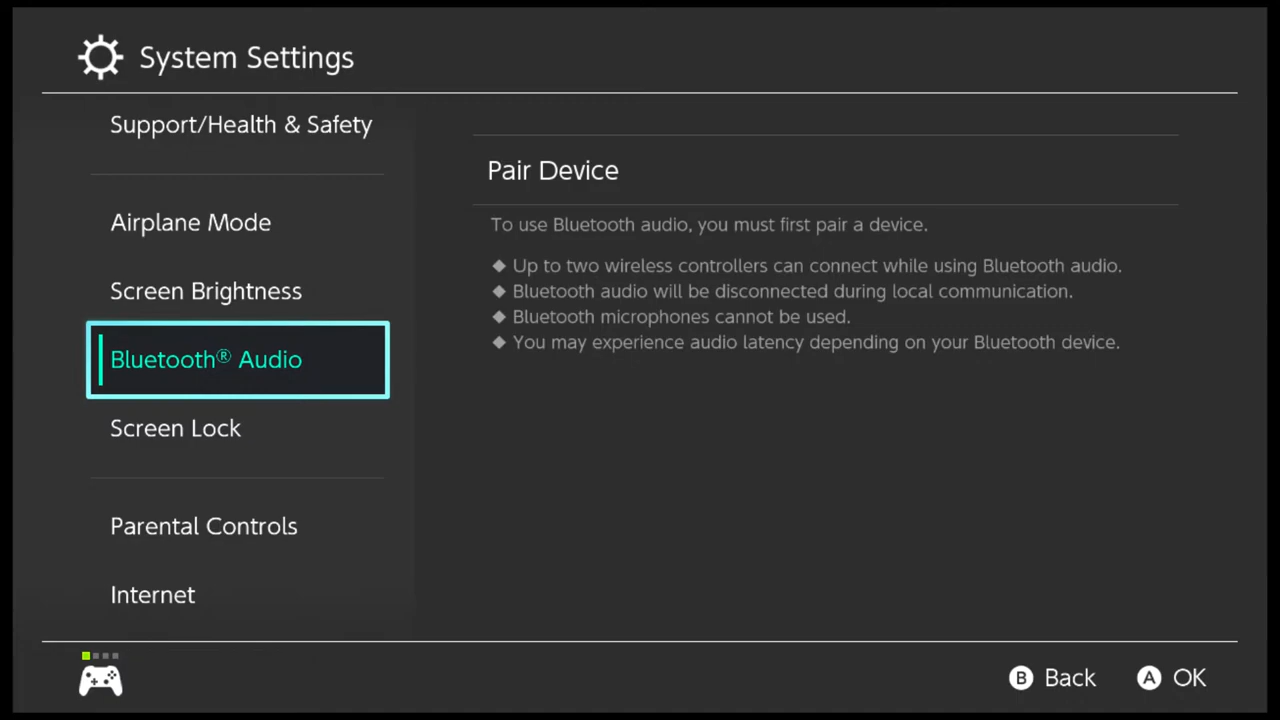 System Settings
Support/Health & Safety
Airplane Mode
Screen Brightness
Bluetooth® Audio
Screen Lock
Parental Controls
Internet
Pair Device
To use Bluetooth audio, you must first pair a device.
◆ Up to two wireless controllers can connect while using Bluetooth audio.
◆ Bluetooth audio will be disconnected during local communication.
◆ Bluetooth microphones cannot be used.
◆ You may experience audio latency depending on your Bluetooth device.
B Back
A OK